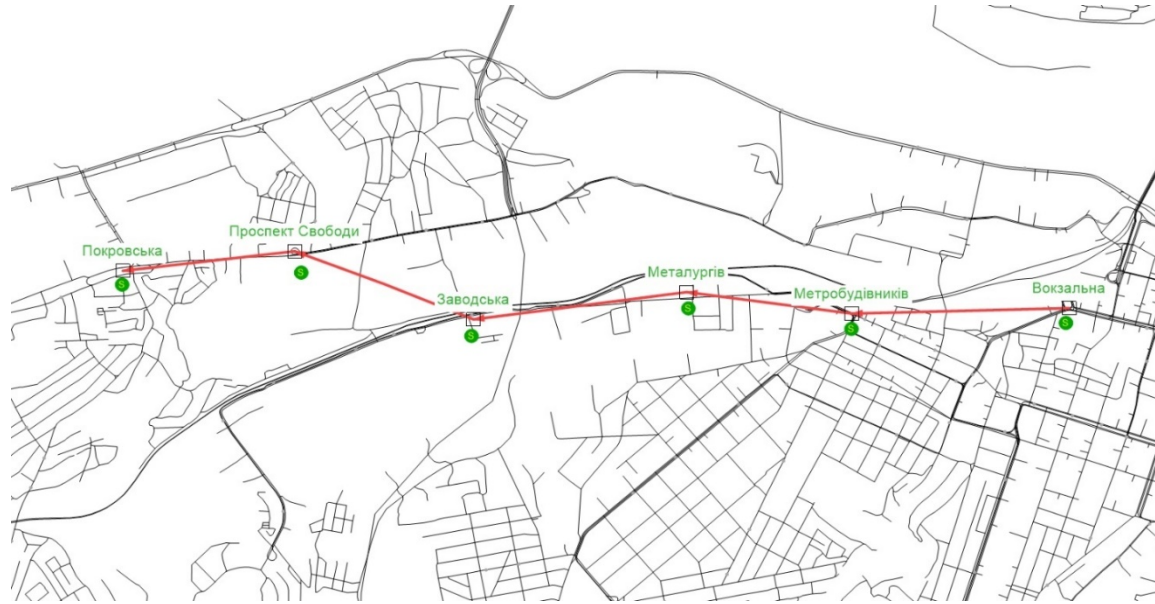 Покровська
S
Проспект Свободи
S
Заводська
S
Металургів
S
Метробудівників
S
Вокзальна
S